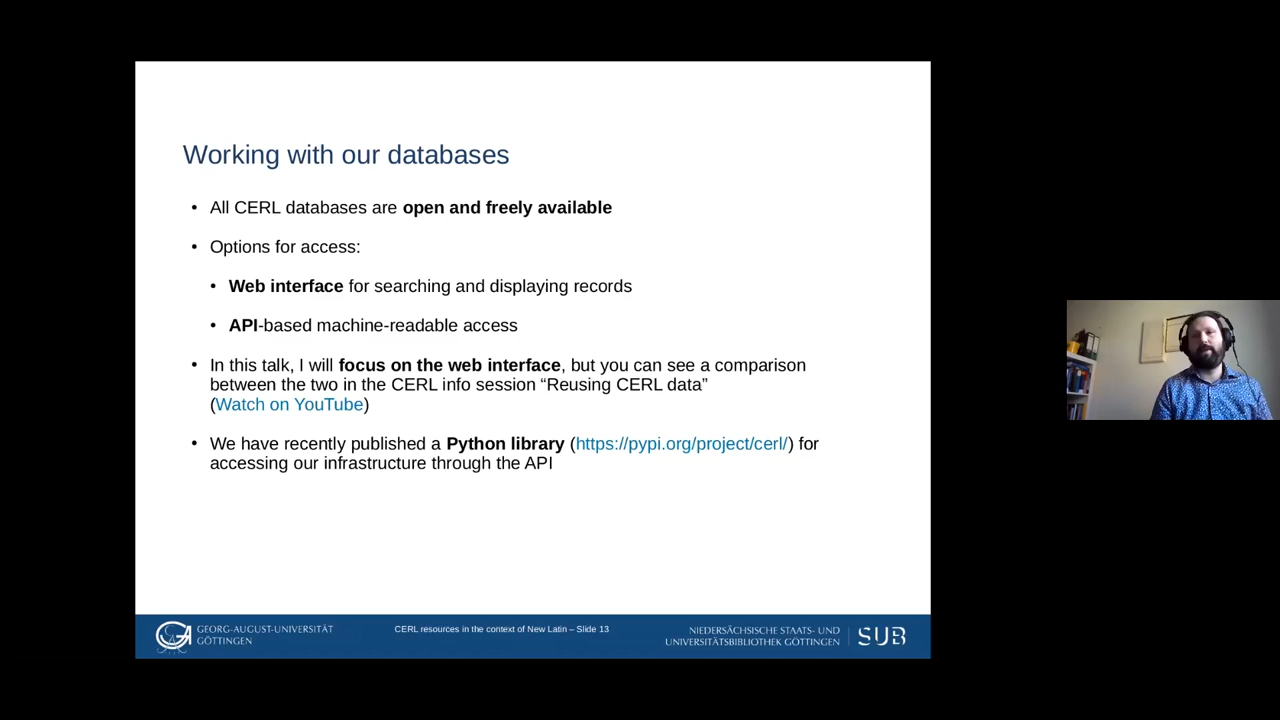 Working with our databases
• All CERL databases are open and freely available
• Options for access:
• Web interface for searching and displaying records
• API-based machine-readable access
• In this talk, I will focus on the web interface, but you can see a comparison
between the two in the CERL info session “Reusing CERL data”
(Watch on YouTube)
• We have recently published a Python library (https://pypi.org/project/cerl/) for
accessing our infrastructure through the API
GEORG-AUGUST-UNIVERSITÄT
GÖTTINGEN
CERL resources in the context of New Latin – Slide 13
NIEDERSÄCHSISCHE STAATS- UND
UNIVERSITÄTSBIBLIOTHEK GÖTTINGEN
SUB